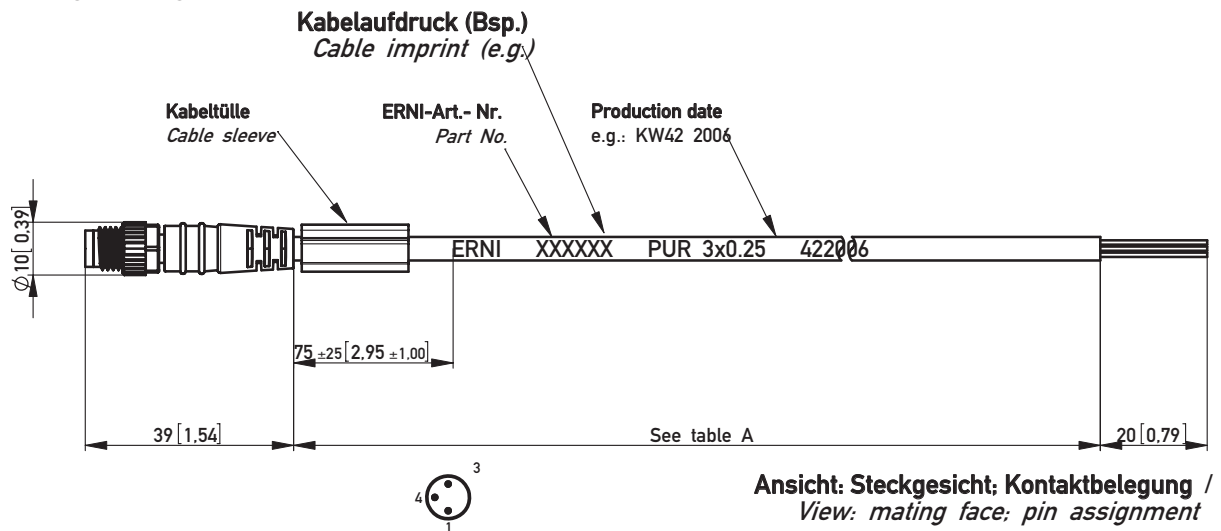 Kabelaufdruck (Bsp.)
Cable imprint (e.g.)
Kabeltülle
Cable sleeve
ERNI-Art.- Nr.
Part No.
Production date
e.g.: KW42 2006
⌀10[0.39]
ERNI XXXXXX PUR 3x0.25 422006
75 ±25[2,95 ±1,00]
39[1,54]
See table A
20[0,79]
3
4
1
Ansicht: Steckgesicht; Kontaktbelegung /
View: mating face; pin assignment